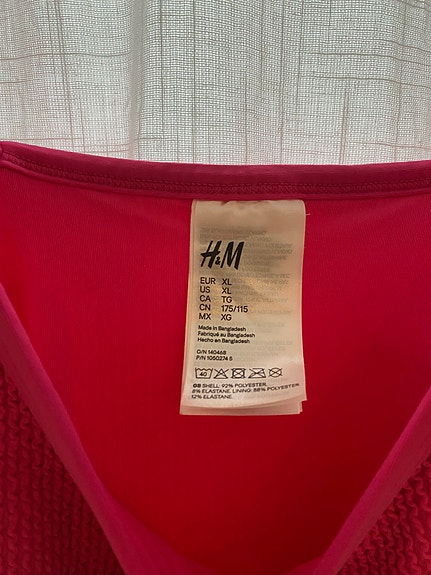 H&M
EUR XL
US XL
CA TG
CN 175/115
MX XG
Made in Bangladesh
Fabriqué au Bangladesh
Hecho en Bangladesh
O/N 140468
P/N 1050274 5
40
GB SHELL: 92% POLYESTER,
8% ELASTANE. LINING: 88% POLYESTER,
12% ELASTANE.